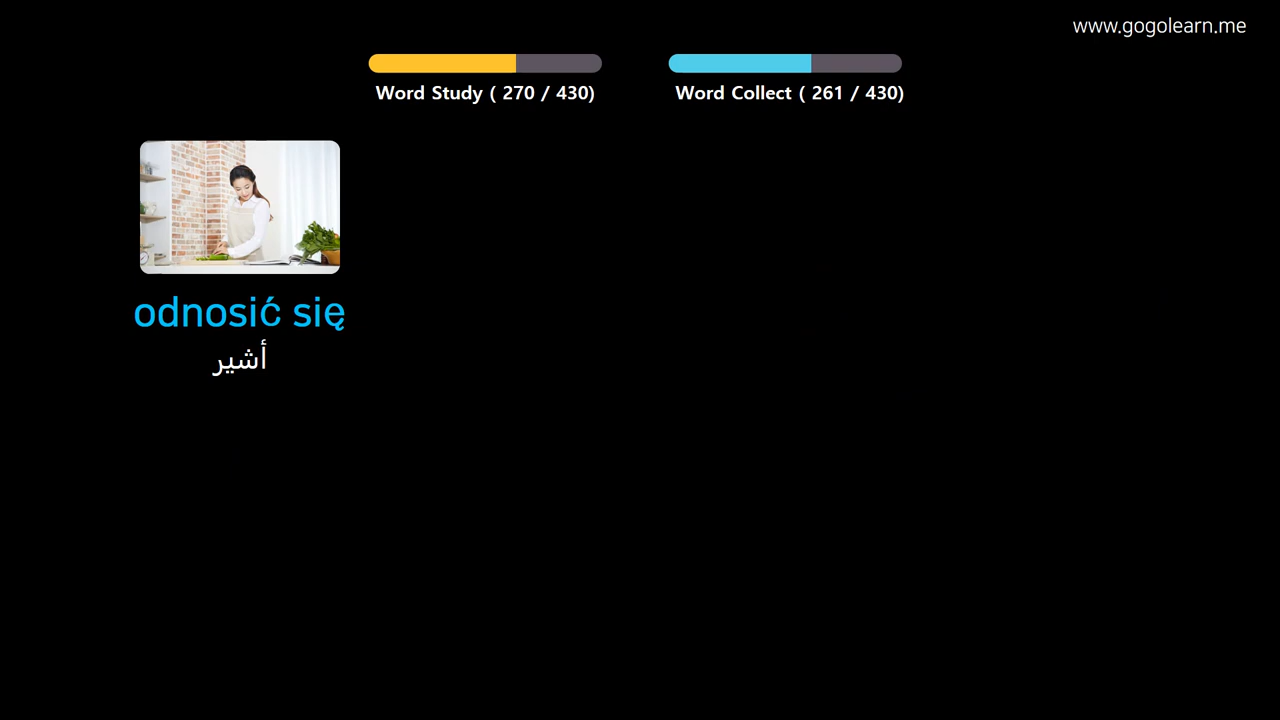 www.gogolearn.me
Word Study ( 270 / 430)
Word Collect ( 261 / 430)
odnosić się
أشير